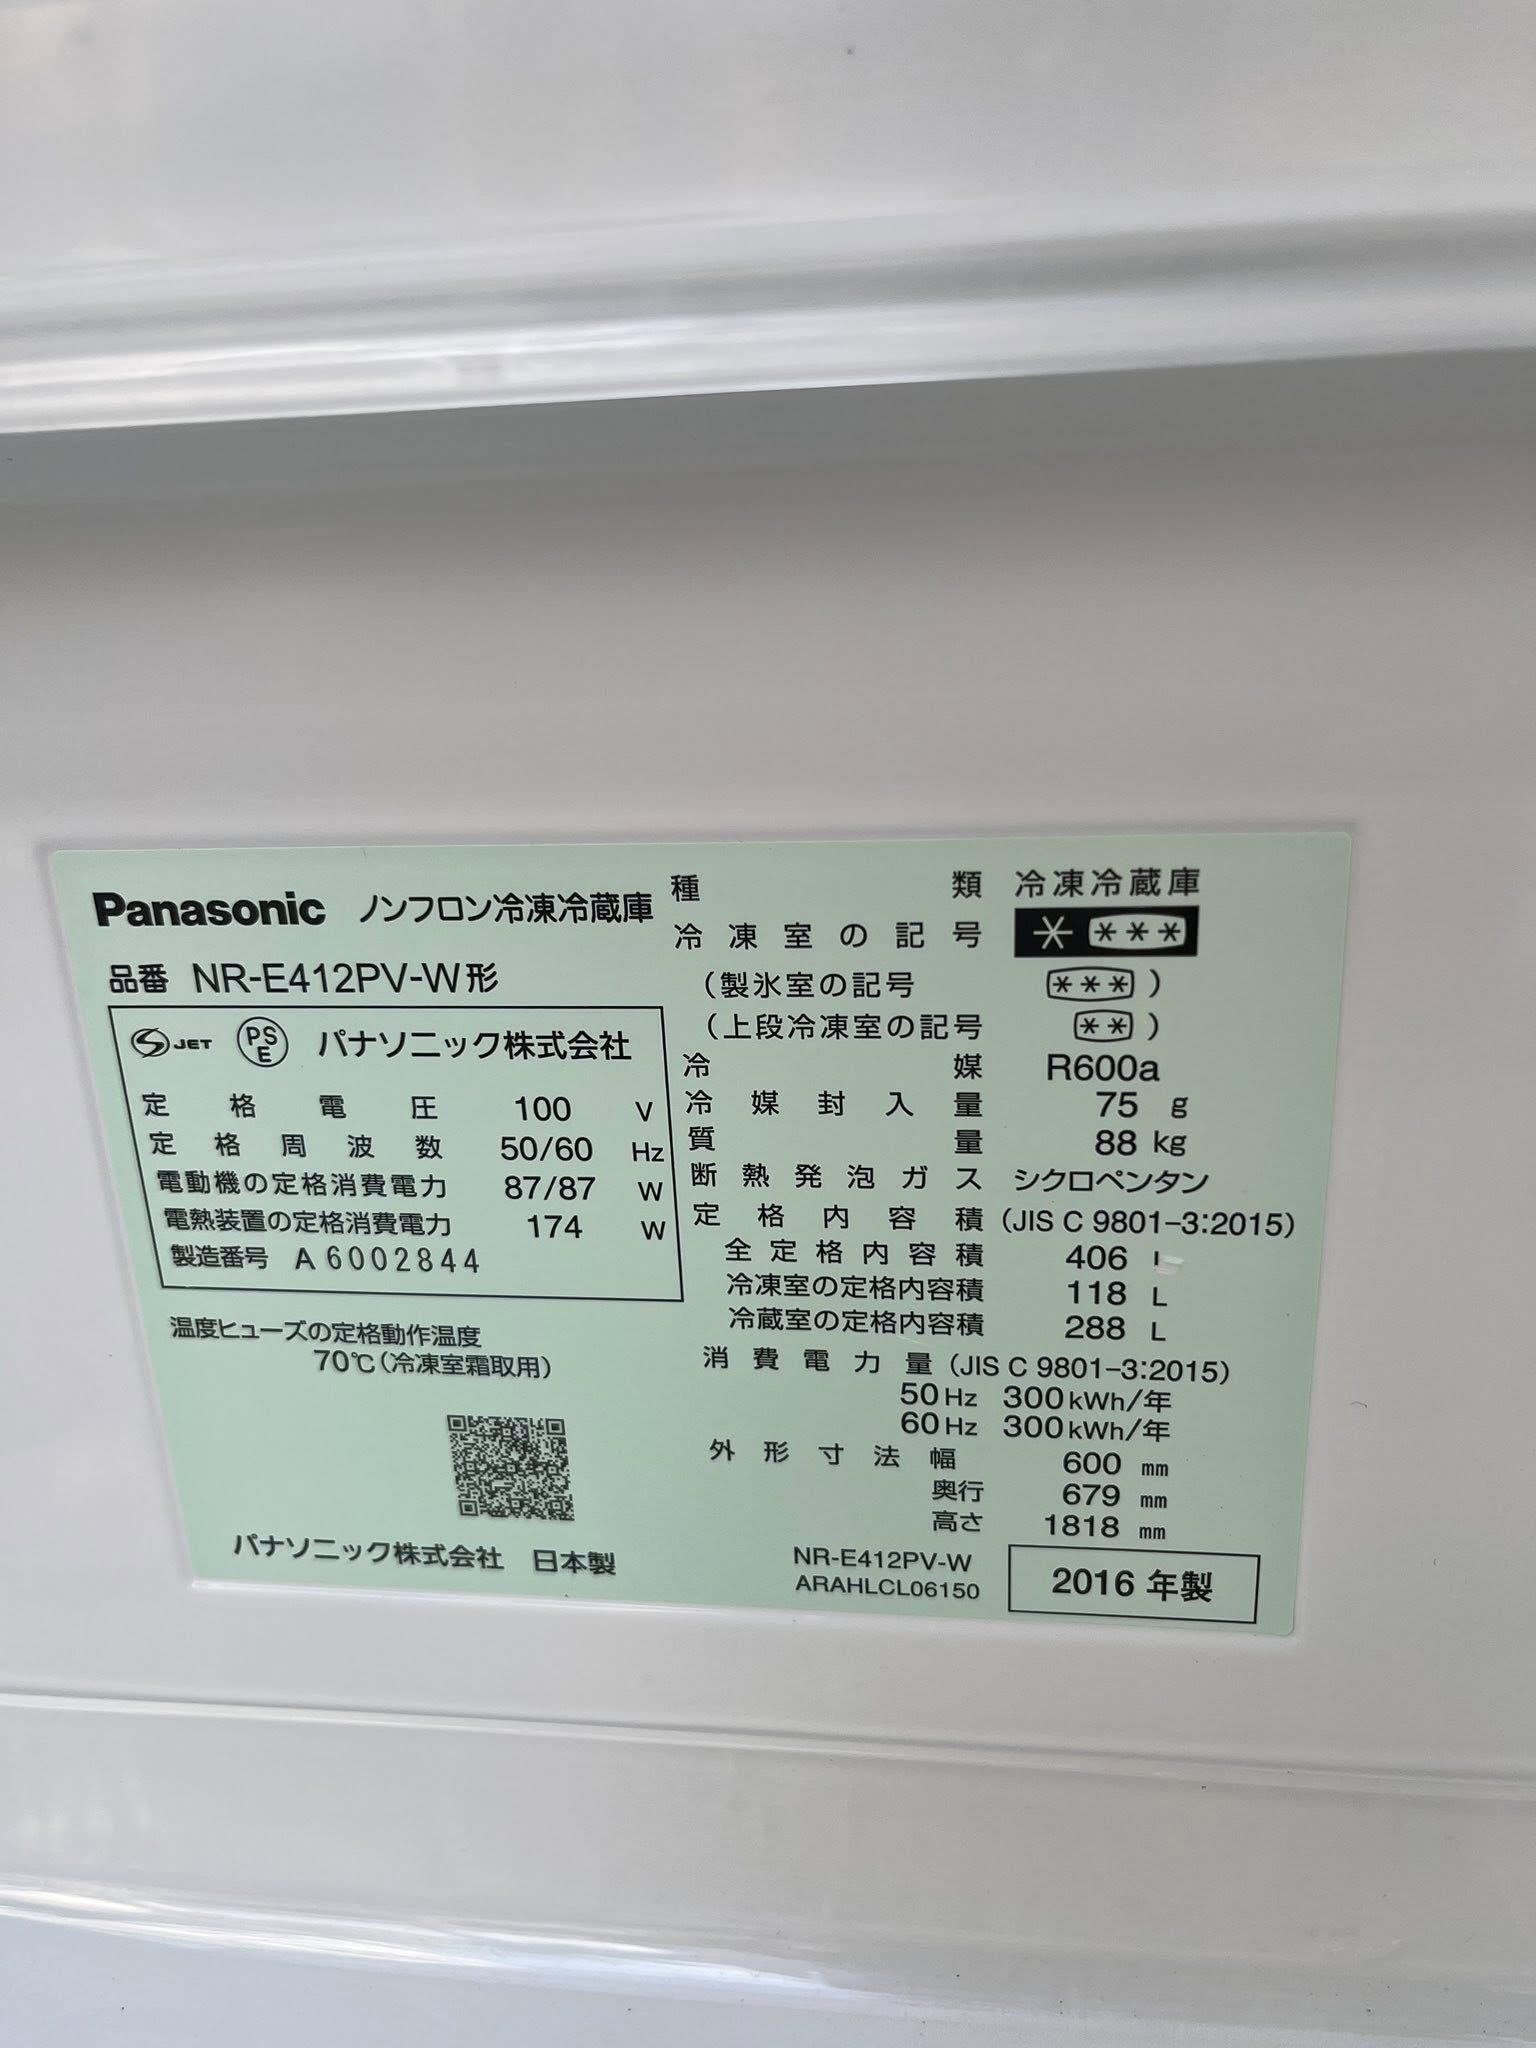 Panasonic ノンフロン冷凍冷蔵庫
品番 NR-E412PV-W形
S JET PSE パナソニック株式会社
定格電圧 100 V
定格周波数 50/60 Hz
電動機の定格消費電力 87/87 W
電熱装置の定格消費電力 174 W
製造番号 A 6002844
温度ヒューズの定格動作温度
70℃(冷凍室霜取用)
パナソニック株式会社 日本製
種類 冷凍冷蔵庫
冷凍室の記号 * ***
(製氷室の記号 ***)
(上段冷凍室の記号 **)
冷媒 R600a
冷媒封入量 75 g
質量 88 kg
断熱発泡ガス シクロペンタン
定格内容積 (JIS C 9801-3:2015)
全定格内容積 406 L
冷凍室の定格内容積 118 L
冷蔵室の定格内容積 288 L
消費電力量 (JIS C 9801-3:2015)
50Hz 300kWh/年
60Hz 300kWh/年
外形寸法幅 600 mm
奥行 679 mm
高さ 1818 mm
NR-E412PV-W
ARAHLCL06150
2016 年製